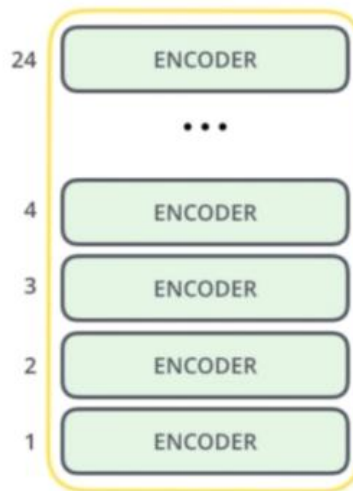 24 ENCODER
...
4 ENCODER
3 ENCODER
2 ENCODER
1 ENCODER